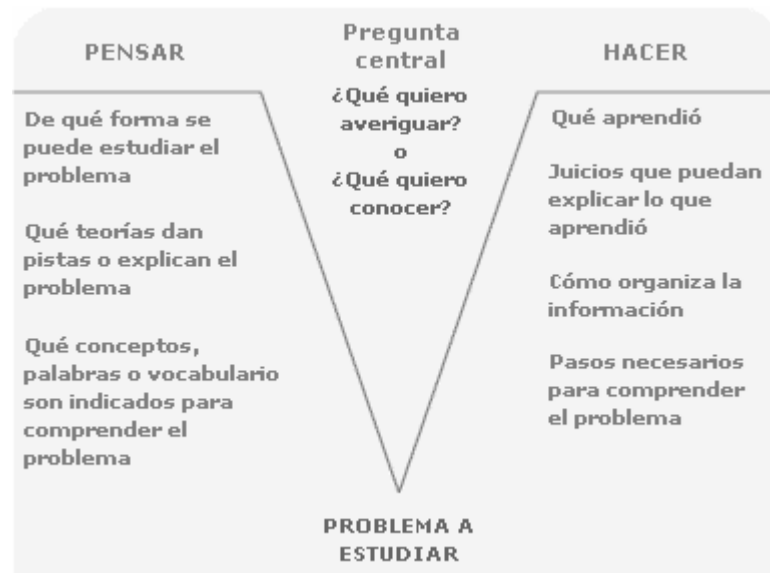 PENSAR
De qué forma se
puede estudiar el
problema
Qué teorías dan
pistas o explican el
problema
Qué conceptos,
palabras o vocabulario
son indicados para
comprender el
problema
Pregunta
central
¿Qué quiero
averiguar?
o
¿Qué quiero
conocer?
HACER
Qué aprendió
Juicios que puedan
explicar lo que
aprendió
Cómo organiza la
información
Pasos necesarios
para comprender
el problema
PROBLEMA A
ESTUDIAR